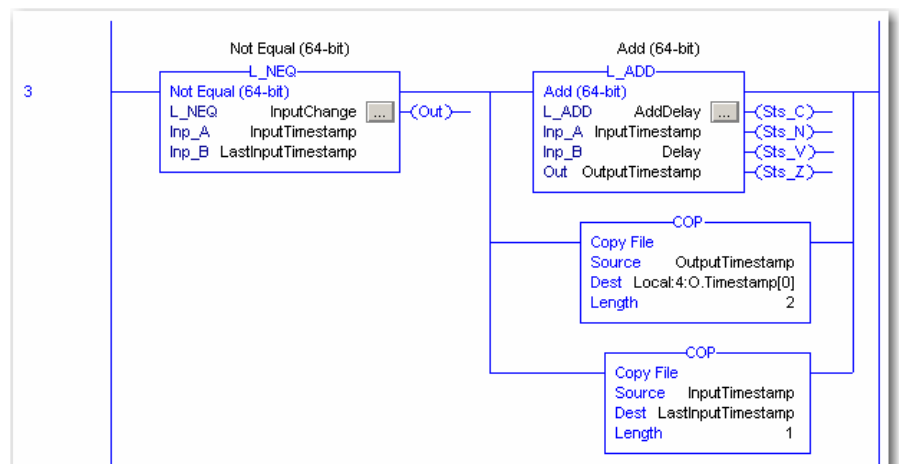 Not Equal (64-bit)
L_NEQ
Not Equal (64-bit)
L_NEQ InputChange ... (Out)
Inp_A InputTimestamp
Inp_B LastInputTimestamp
3
Add (64-bit)
L_ADD
Add (64-bit)
L_ADD AddDelay ... (Sts_C)
Inp_A InputTimestamp (Sts_N)
Inp_B Delay (Sts_V)
Out OutputTimestamp (Sts_Z)
COP
Copy File
Source OutputTimestamp
Dest Local:4:O.Timestamp[0]
Length 2
COP
Copy File
Source InputTimestamp
Dest LastInputTimestamp
Length 1